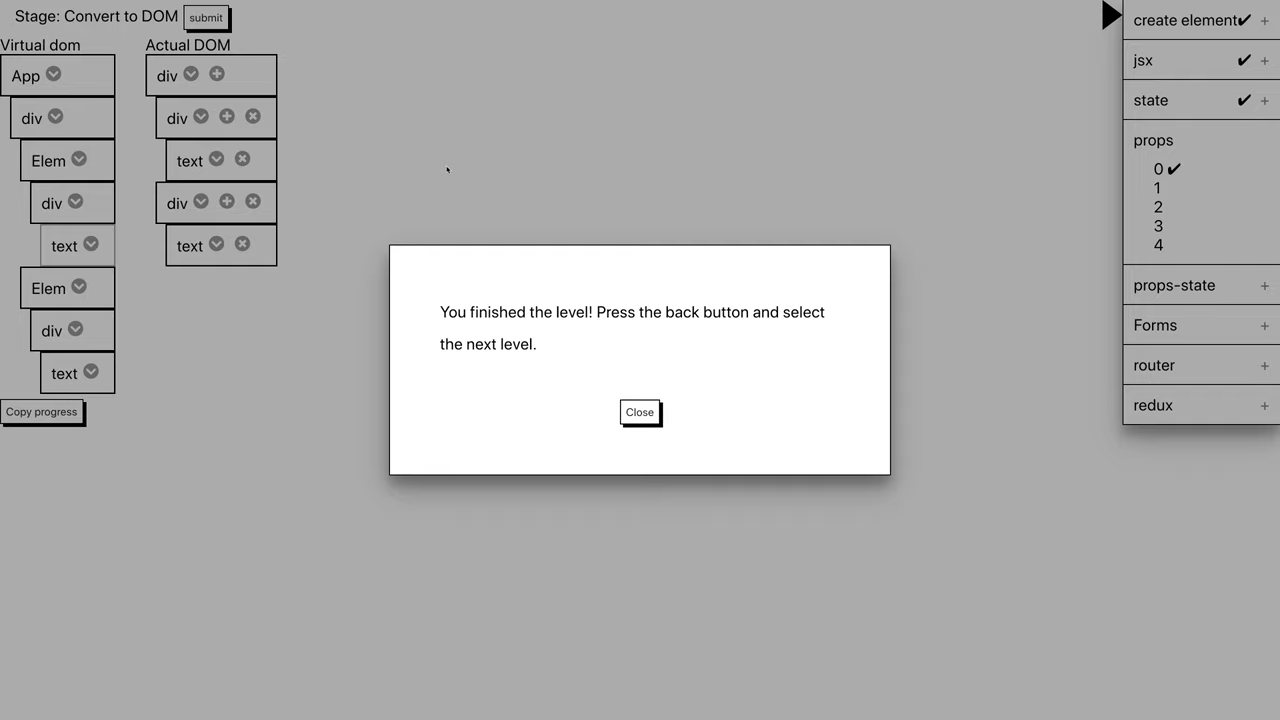 Stage: Convert to DOM submit
Virtual dom
App
div
Elem
div
text
Elem
div
text
Copy progress
Actual DOM
div
div
text
div
text
You finished the level! Press the back button and select
the next level.
Close
create element✔ +
jsx ✔ +
state ✔ +
props
0✔
1
2
3
4
props-state +
Forms +
router +
redux +